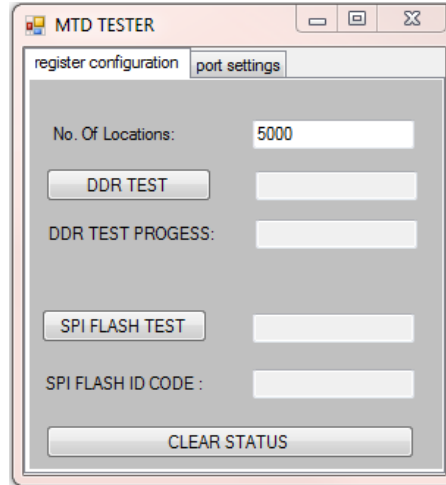 MTD TESTER
register configuration port settings
No. Of Locations: 5000
DDR TEST
DDR TEST PROGESS:
SPI FLASH TEST
SPI FLASH ID CODE :
CLEAR STATUS